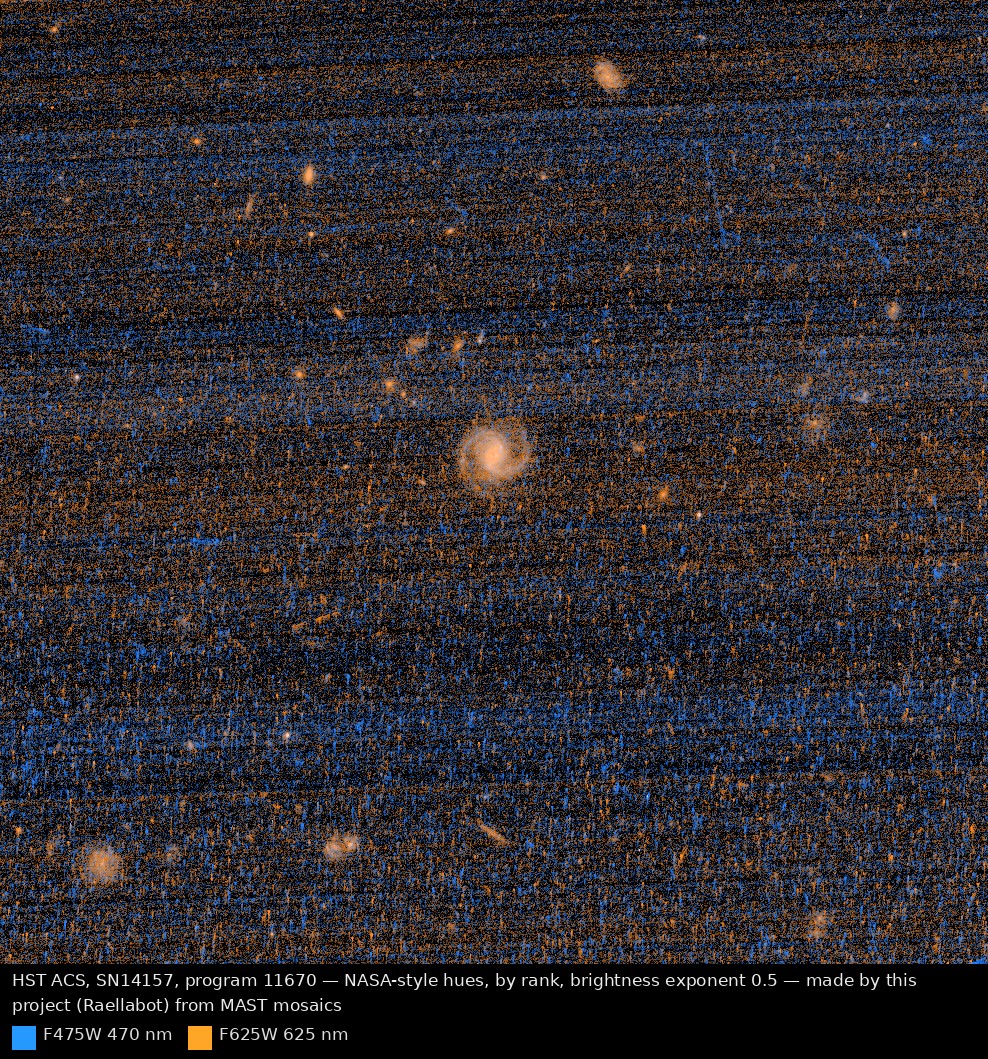 HST ACS, SN14157, program 11670 — NASA-style hues, by rank, brightness exponent 0.5 — made by this
project (Raellabot) from MAST mosaics
F475W 470 nm F625W 625 nm